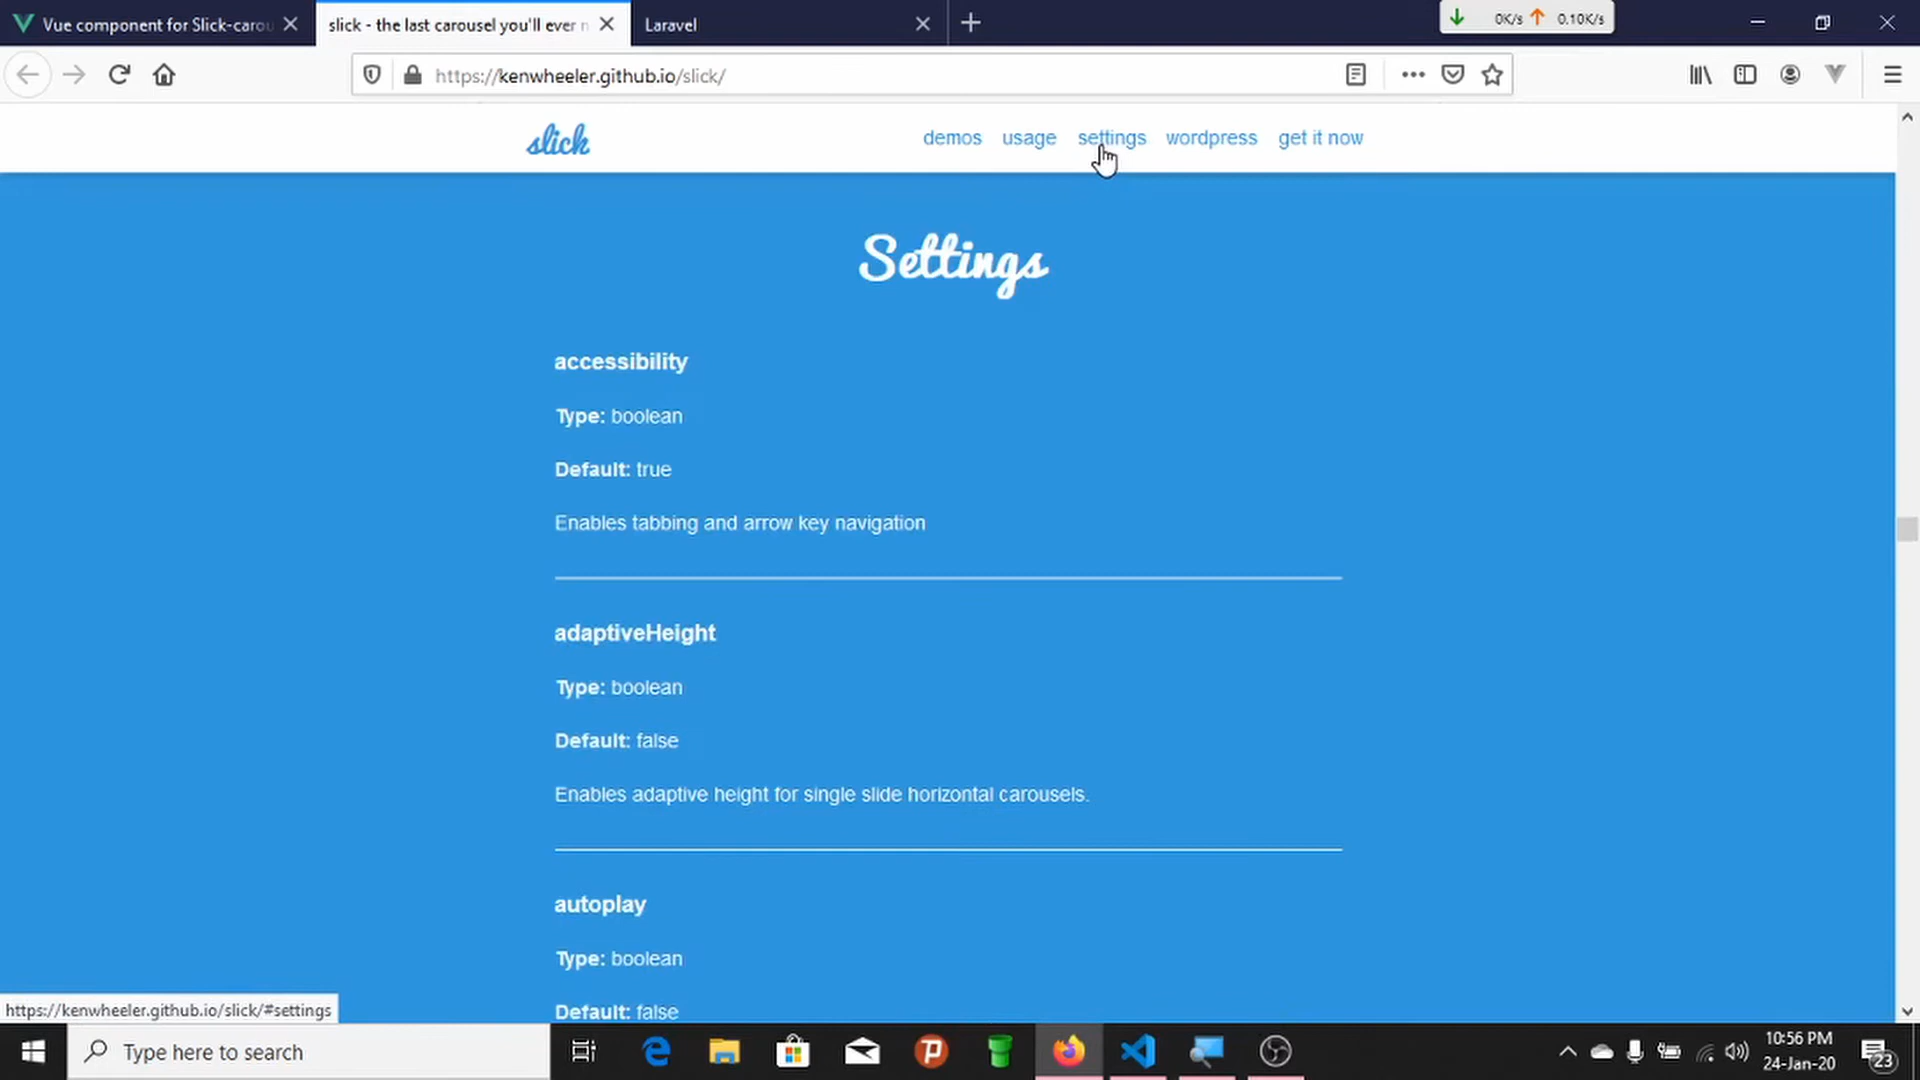 Vue component for Slick-carou
slick - the last carousel you'll ever n
Laravel
0K/s 0.10K/s
https://kenwheeler.github.io/slick/
slick
demos usage settings wordpress get it now
Settings
accessibility
Type: boolean
Default: true
Enables tabbing and arrow key navigation
adaptiveHeight
Type: boolean
Default: false
Enables adaptive height for single slide horizontal carousels.
autoplay
Type: boolean
Default: false
https://kenwheeler.github.io/slick/#settings
Type here to search
10:56 PM
24-Jan-20
23